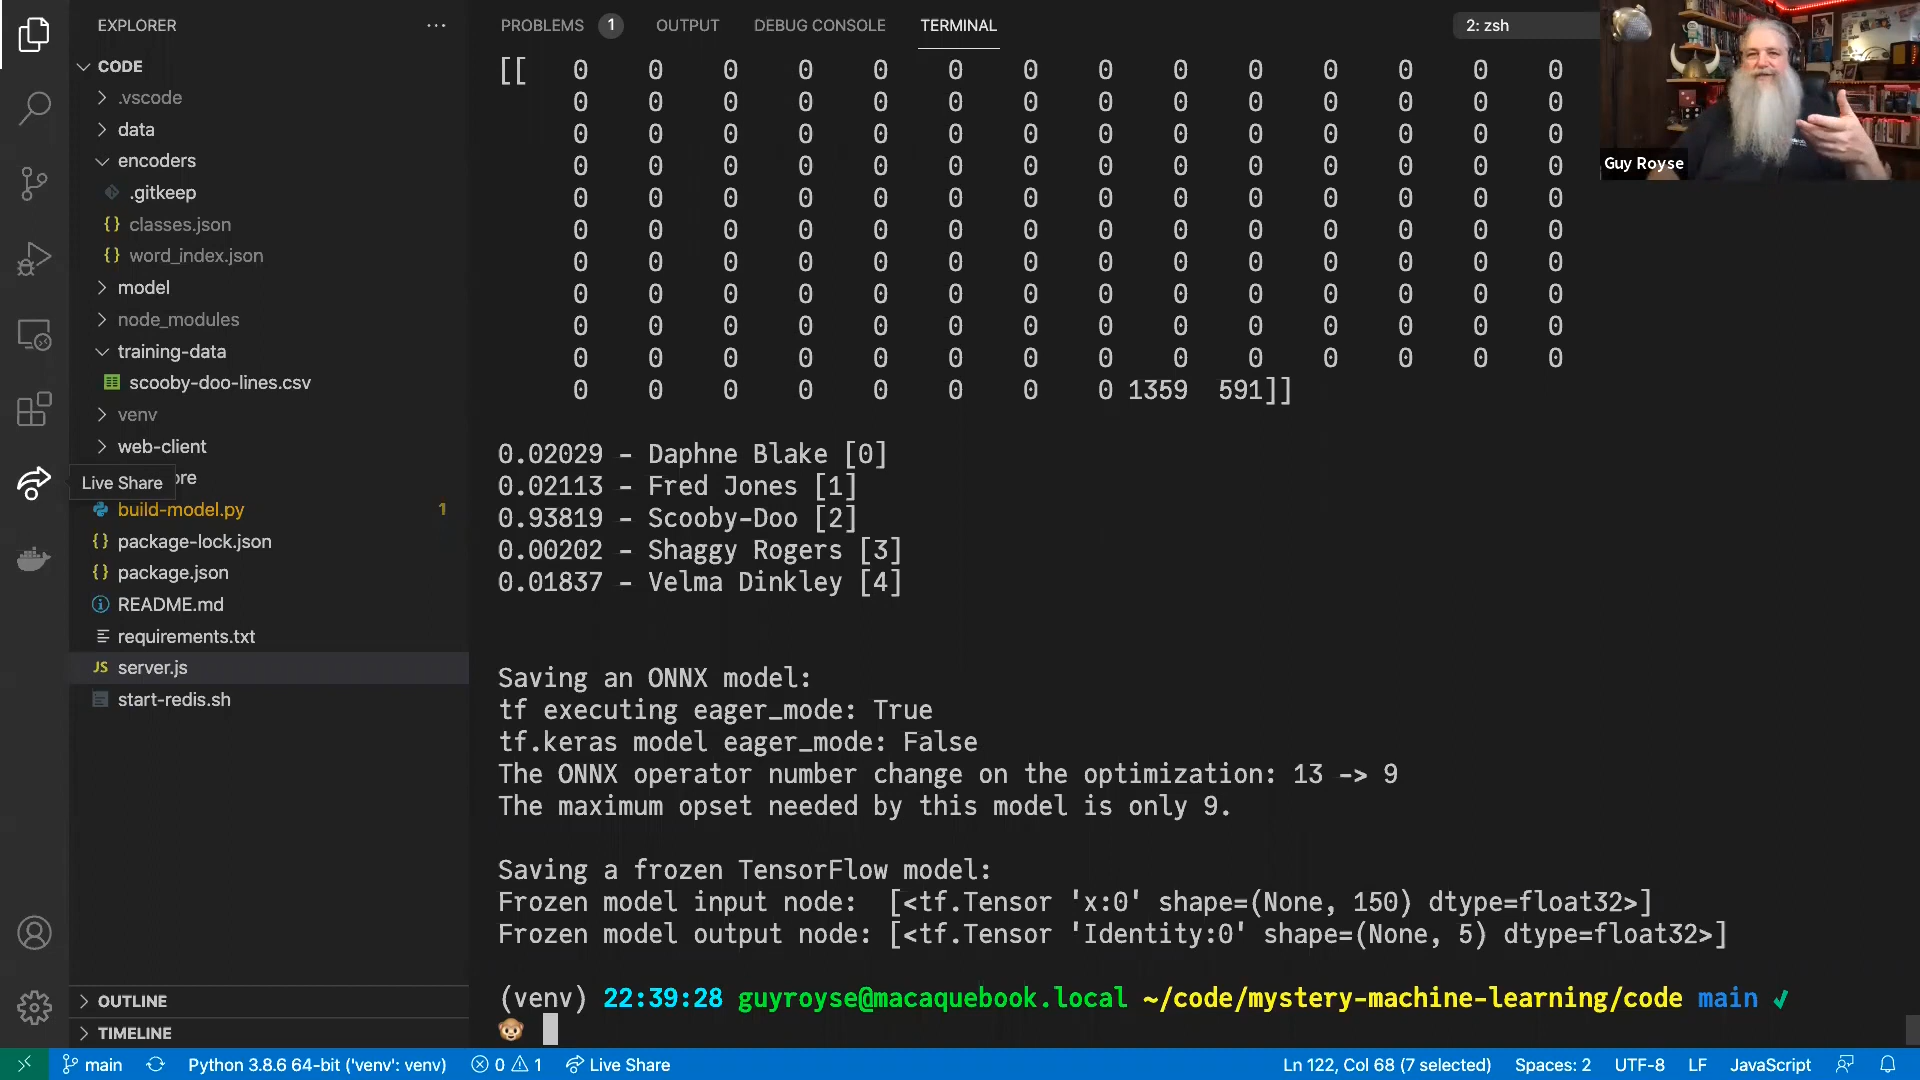 EXPLORER
CODE
.vscode
data
encoders
.gitkeep
classes.json
word_index.json
model
node_modules
training-data
scooby-doo-lines.csv
venv
web-client
ore
Live Share
build-model.py 1
package-lock.json
package.json
README.md
requirements.txt
JS server.js
start-redis.sh
OUTLINE
TIMELINE
PROBLEMS 1 OUTPUT DEBUG CONSOLE TERMINAL 2: zsh
[[ 0 0 0 0 0 0 0 0 0 0 0 0 0 0
0 0 0 0 0 0 0 0 0 0 0 0 0 0
0 0 0 0 0 0 0 0 0 0 0 0 0 0
0 0 0 0 0 0 0 0 0 0 0 0 0 0
0 0 0 0 0 0 0 0 0 0 0 0 0 0
0 0 0 0 0 0 0 0 0 0 0 0 0 0
0 0 0 0 0 0 0 0 0 0 0 0 0 0
0 0 0 0 0 0 0 0 0 0 0 0 0 0
0 0 0 0 0 0 0 0 0 0 0 0 0 0
0 0 0 0 0 0 0 0 0 0 0 0 0 0
0 0 0 0 0 0 0 0 1359 591]]
Guy Royse
0.02029 - Daphne Blake [0]
0.02113 - Fred Jones [1]
0.93819 - Scooby-Doo [2]
0.00202 - Shaggy Rogers [3]
0.01837 - Velma Dinkley [4]
Saving an ONNX model:
tf executing eager_mode: True
tf.keras model eager_mode: False
The ONNX operator number change on the optimization: 13 -> 9
The maximum opset needed by this model is only 9.
Saving a frozen TensorFlow model:
Frozen model input node: [<tf.Tensor 'x:0' shape=(None, 150) dtype=float32>]
Frozen model output node: [<tf.Tensor 'Identity:0' shape=(None, 5) dtype=float32>]
(venv) 22:39:28 guyroyse@macaquebook.local ~/code/mystery-machine-learning/code main ✓
main Python 3.8.6 64-bit ('venv': venv) 0 1 Live Share Ln 122, Col 68 (7 selected) Spaces: 2 UTF-8 LF JavaScript